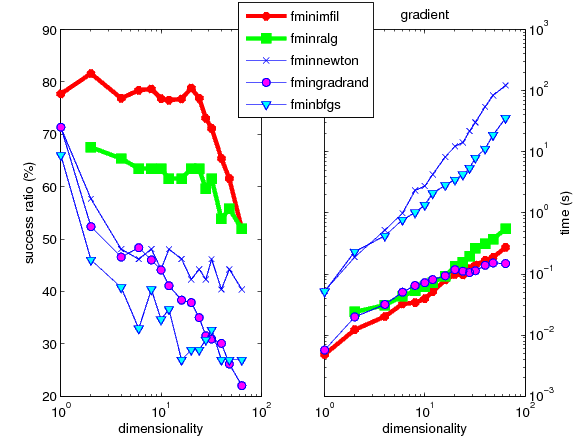 gradient
fminimfil
fminralg
fminnewton
fmingradrand
fminbfgs
90
80
70
60
50
40
30
20
success ratio (%)
10^0
10^1
10^2
dimensionality
10^3
10^2
10^1
10^0
10^-1
10^-2
10^-3
time (s)
10^0
10^1
10^2
dimensionality